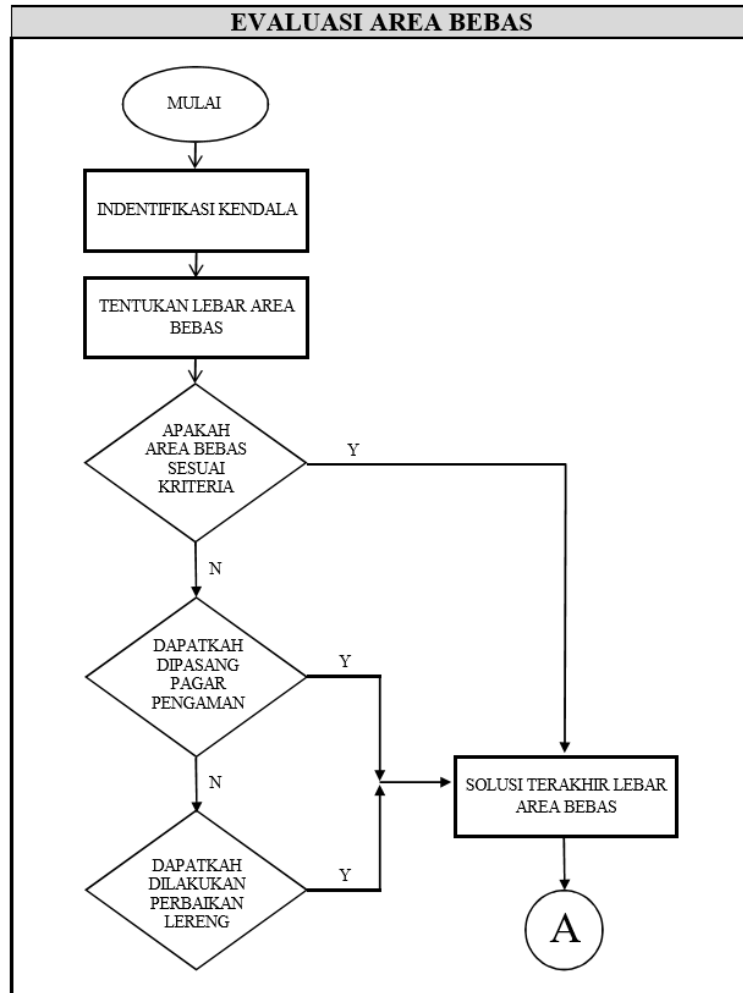 EVALUASI AREA BEBAS
MULAI
INDENTIFIKASI KENDALA
TENTUKAN LEBAR AREA
BEBAS
APAKAH
AREA BEBAS
SESUAI
KRITERIA
Y
N
DAPATKAH
DIPASANG
PAGAR
PENGAMAN
Y
N
SOLUSI TERAKHIR LEBAR
AREA BEBAS
DAPATKAH
DILAKUKAN
PERBAIKAN
LERENG
Y
A